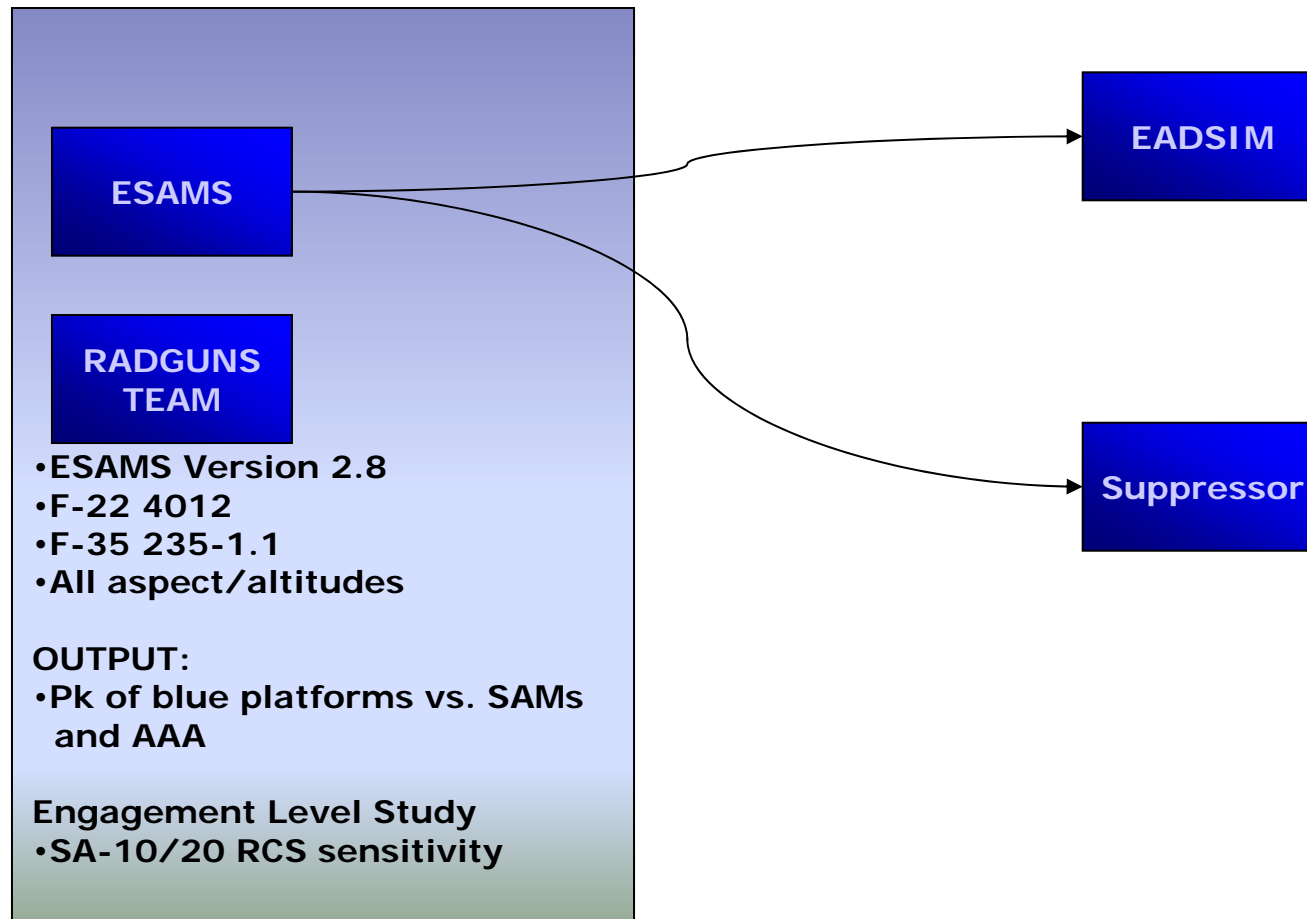 ESAMS
RADGUNS
TEAM
•ESAMS Version 2.8
•F-22 4012
•F-35 235-1.1
•All aspect/altitudes
OUTPUT:
•Pk of blue platforms vs. SAMs
and AAA
Engagement Level Study
•SA-10/20 RCS sensitivity
EADSIM
Suppressor